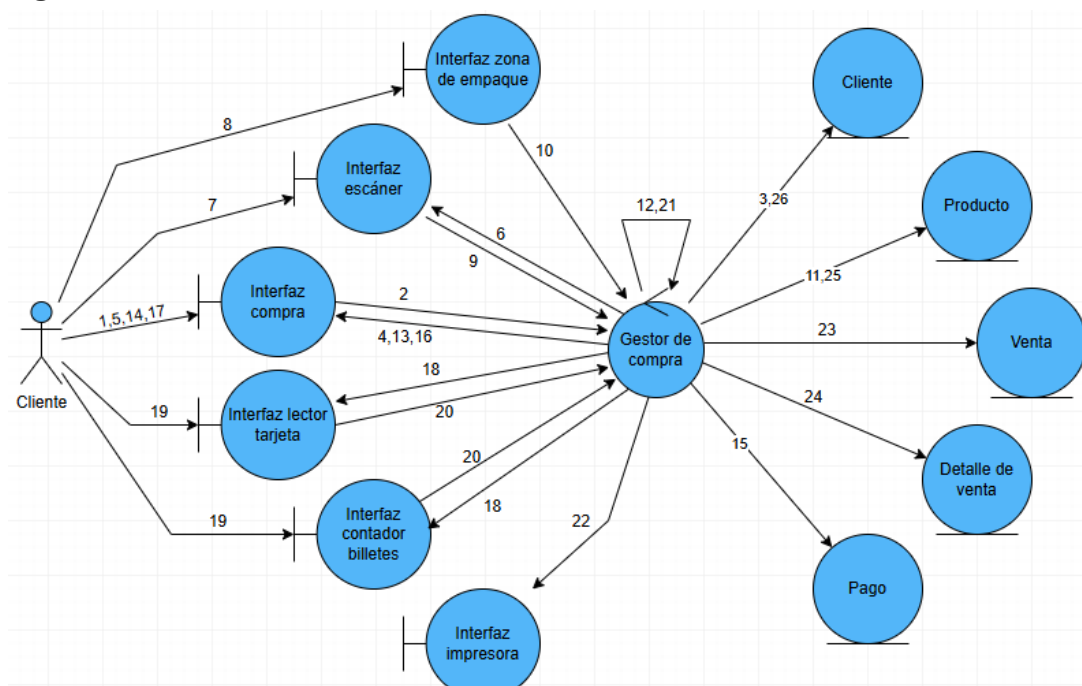 Interfaz zona
de empaque
Cliente
8
10
Interfaz
escáner
7
12,21
3,26
Producto
6
9
11,25
Interfaz
compra
2
1,5,14,17
4,13,16
Gestor de
compra
23
Venta
18
Cliente
19
Interfaz lector
tarjeta
20
24
15
Detalle de
venta
20
18
19
Interfaz
contador
billetes
22
Pago
Interfaz
impresora